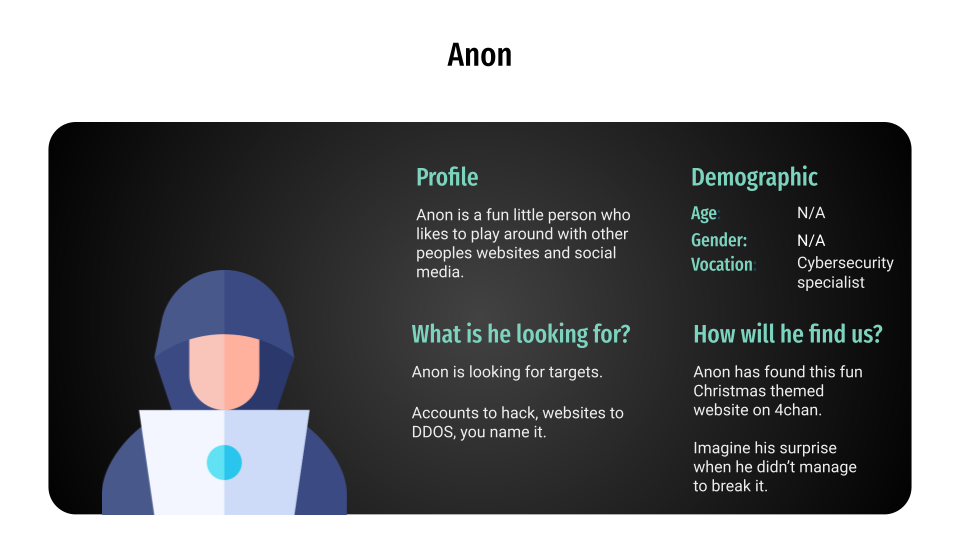 Anon
Profile
Anon is a fun little person who
likes to play around with other
peoples websites and social
media.
Demographic
Age: N/A
Gender: N/A
Vocation: Cybersecurity
specialist
What is he looking for?
Anon is looking for targets.
Accounts to hack, websites to
DDOS, you name it.
How will he find us?
Anon has found this fun
Christmas themed
website on 4chan.
Imagine his surprise
when he didn’t manage
to break it.